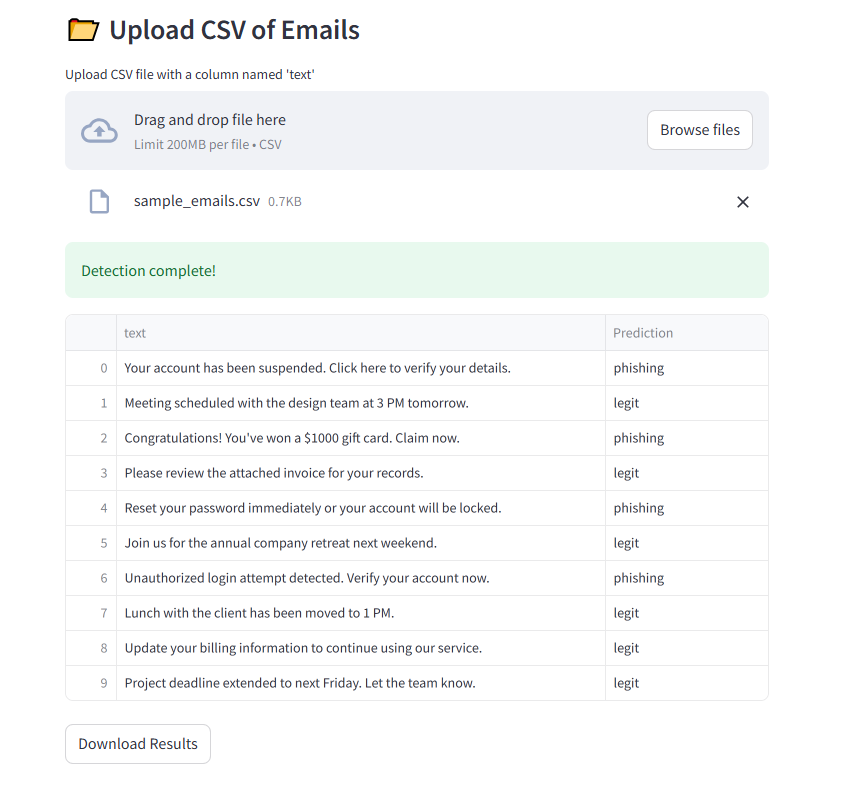 Upload CSV of Emails
Upload CSV file with a column named 'text'
Drag and drop file here
Limit 200MB per file • CSV
Browse files
sample_emails.csv 0.7KB
Detection complete!
text Prediction
0 Your account has been suspended. Click here to verify your details. phishing
1 Meeting scheduled with the design team at 3 PM tomorrow. legit
2 Congratulations! You've won a $1000 gift card. Claim now. phishing
3 Please review the attached invoice for your records. legit
4 Reset your password immediately or your account will be locked. phishing
5 Join us for the annual company retreat next weekend. legit
6 Unauthorized login attempt detected. Verify your account now. phishing
7 Lunch with the client has been moved to 1 PM. legit
8 Update your billing information to continue using our service. legit
9 Project deadline extended to next Friday. Let the team know. legit
Download Results